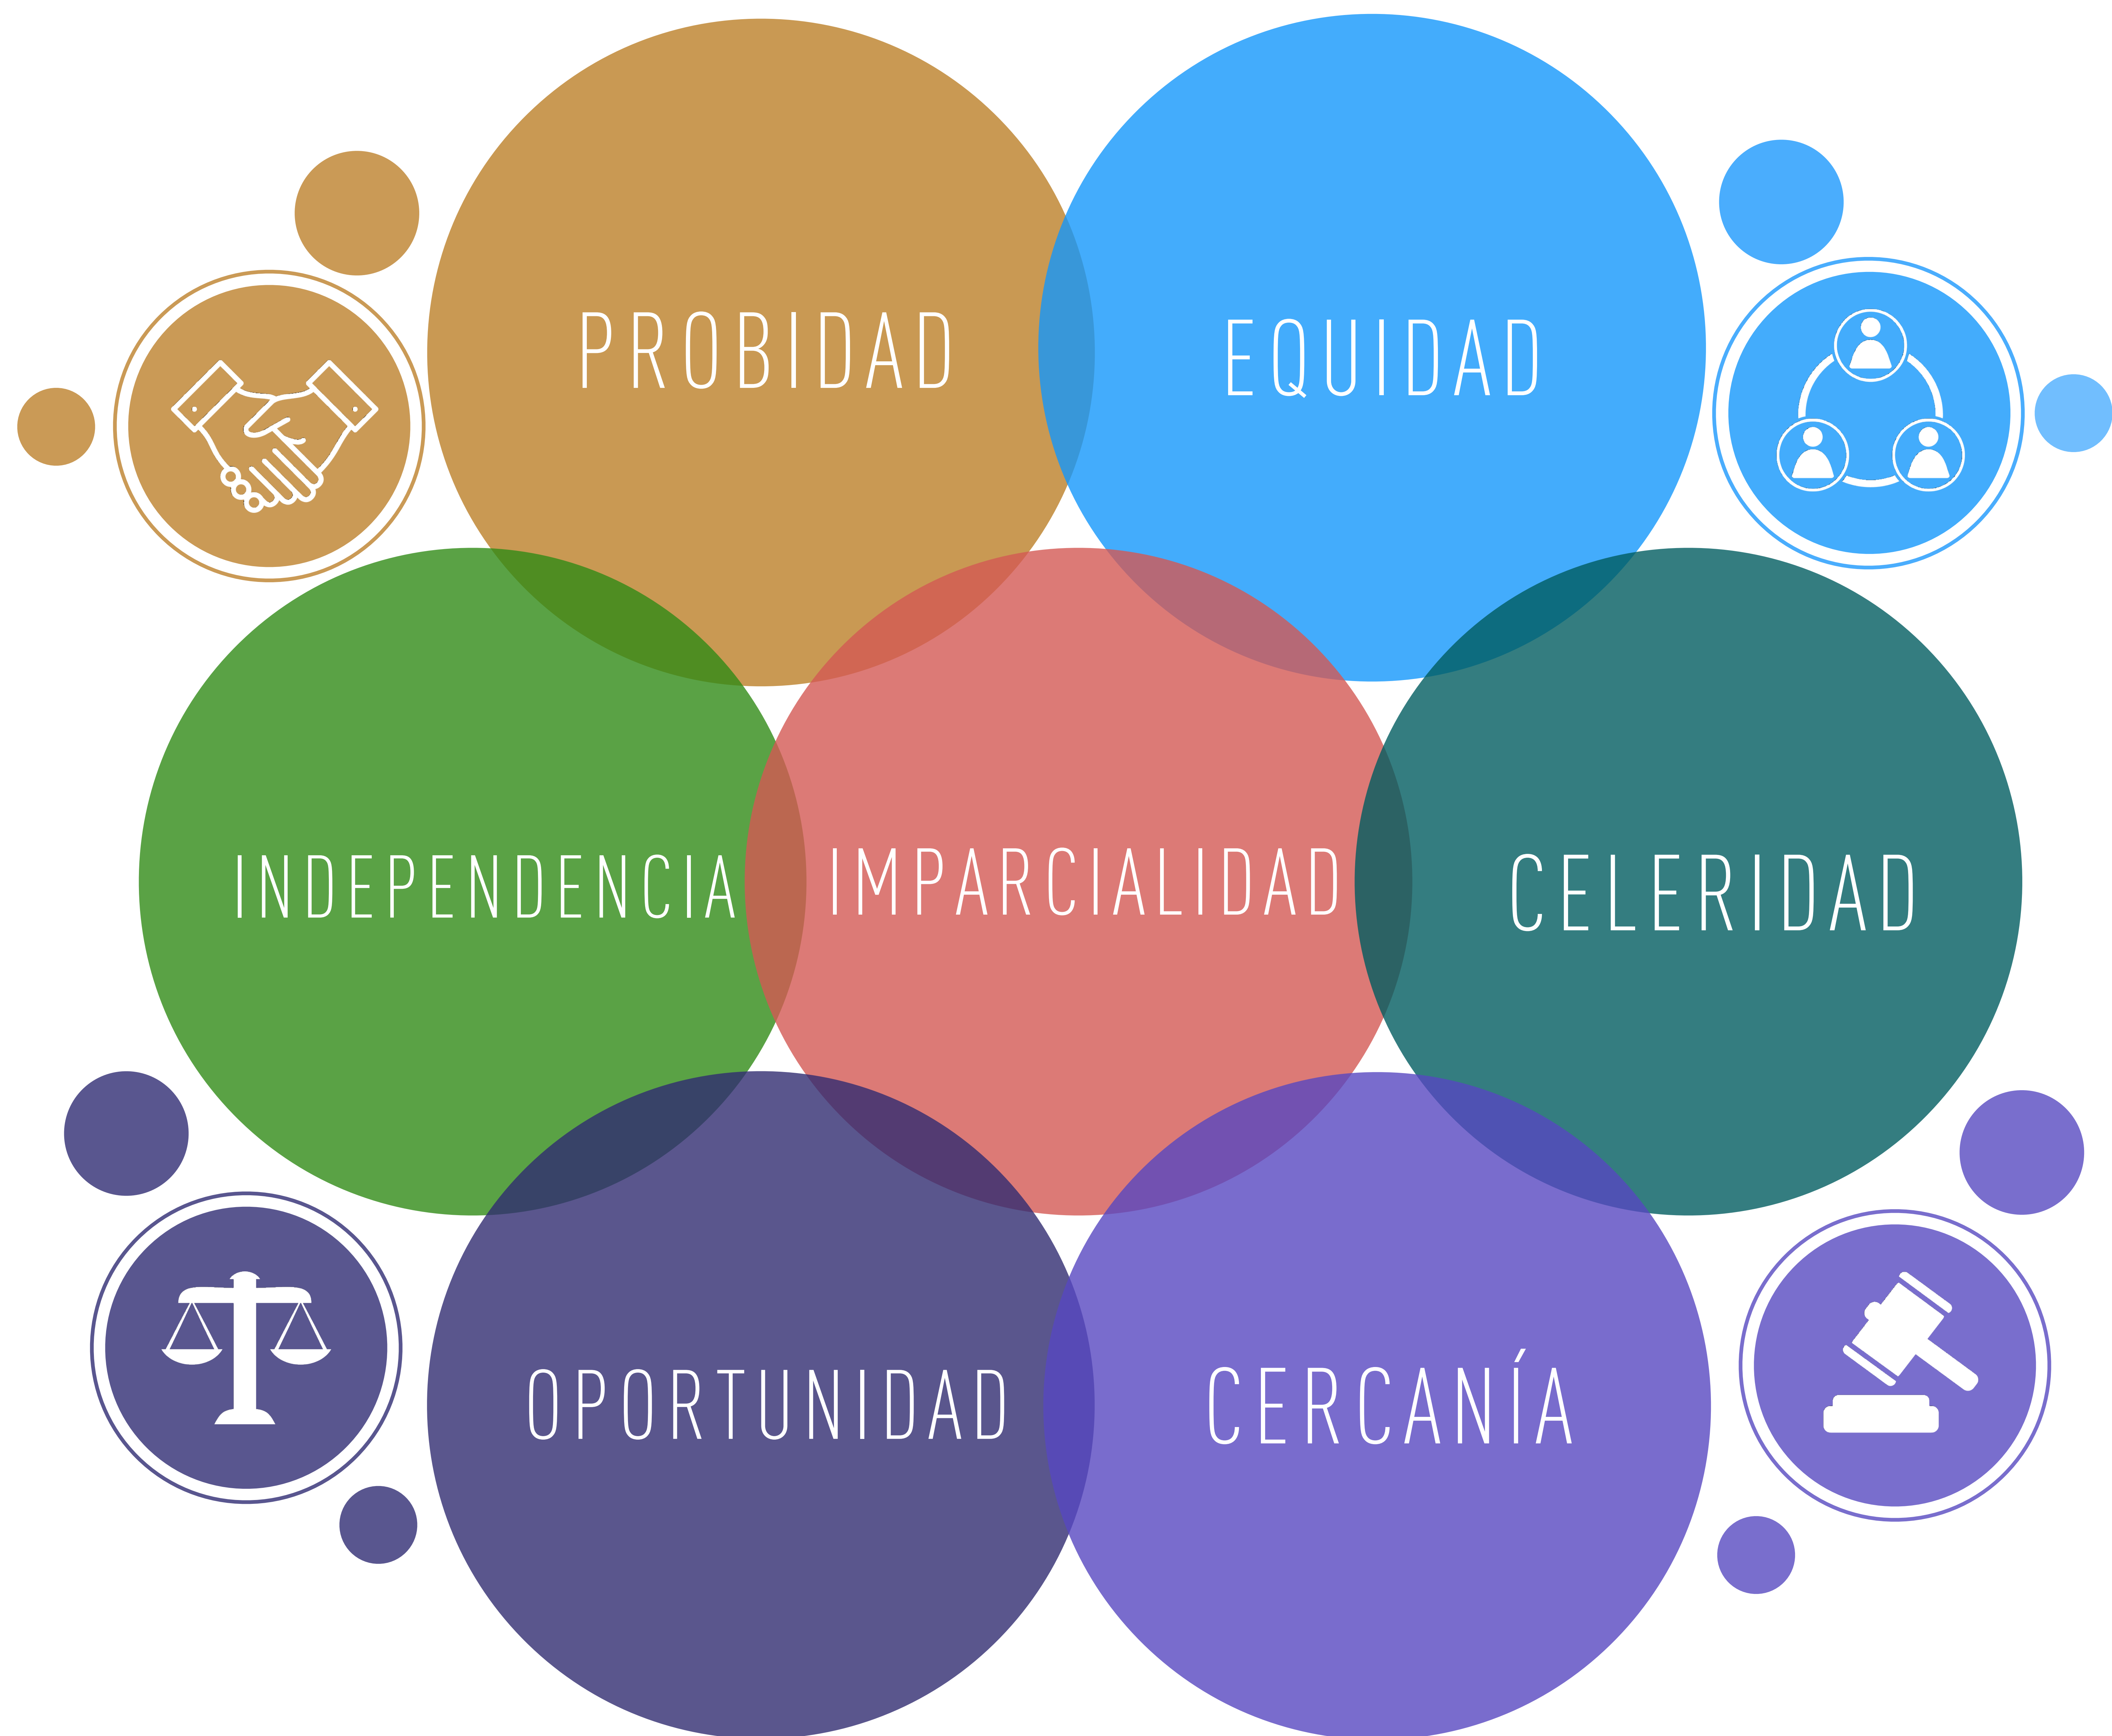 PROBIDAD
EQUIDAD
INDEPENDENCIA
IMPARCIALIDAD
CELERIDAD
OPORTUNIDAD
CERCANÍA